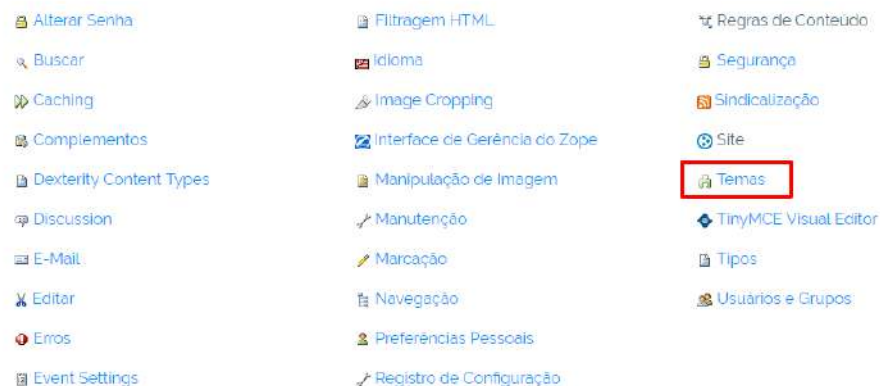 Alterar Senha
Buscar
Caching
Complementos
Dexterity Content Types
Discussion
E-Mail
Editar
Erros
Event Settings
Filtragem HTML
Idioma
Image Cropping
Interface de Gerência do Zope
Manipulação de Imagem
Manutenção
Marcação
Navegação
Preferências Pessoais
Registro de Configuração
Regras de Conteúdo
Segurança
Sindicalização
Site
Temas
TinyMCE Visual Editor
Tipos
Usuários e Grupos